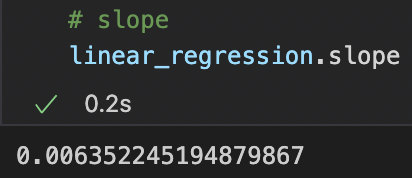 # slope
linear_regression.slope
0.2s
0.006352245194879867